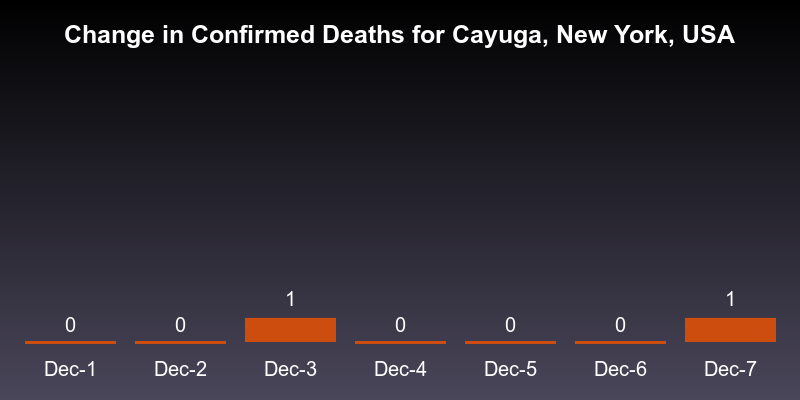 Change in Confirmed Deaths for Cayuga, New York, USA
1 1
0 0 0 0 0
Dec-1 Dec-2 Dec-3 Dec-4 Dec-5 Dec-6 Dec-7